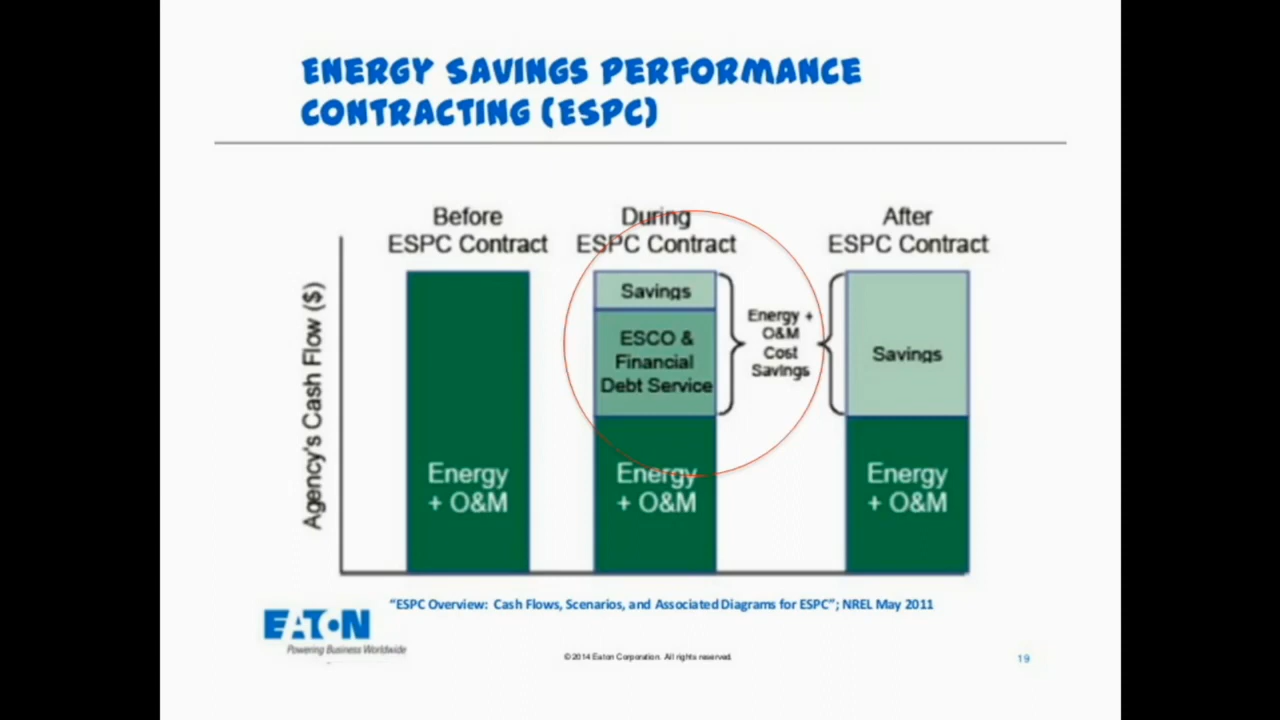 ENERGY SAVINGS PERFORMANCE
CONTRACTING (ESPC)
Before
ESPC Contract
During
ESPC Contract
After
ESPC Contract
Agency's Cash Flow ($)
Energy
+ O&M
Savings
ESCO &
Financial
Debt Service
Energy
+ O&M
Energy +
O&M
Cost
Savings
Savings
Energy
+ O&M
"ESPC Overview: Cash Flows, Scenarios, and Associated Diagrams for ESPC"; NREL May 2011
EATON
Powering Business Worldwide
©2014 Eaton Corporation. All rights reserved.
19